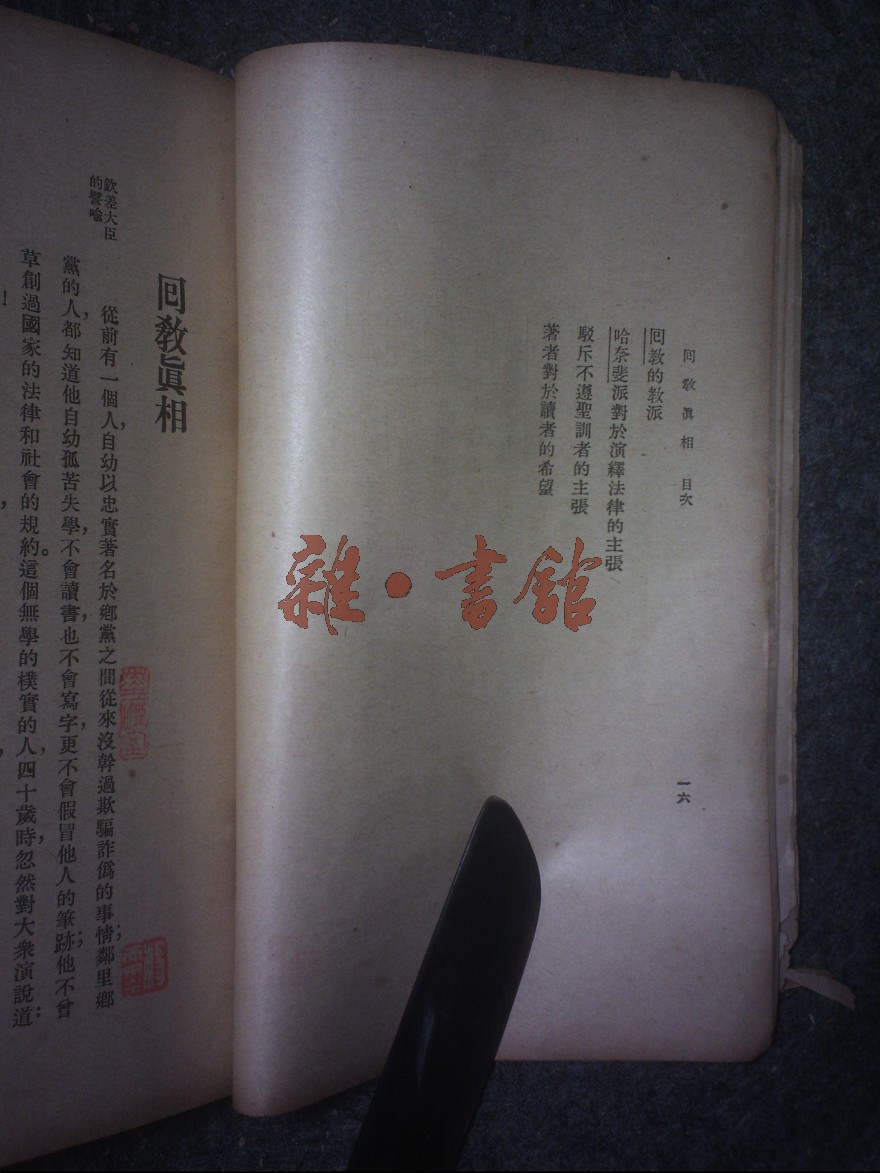 回教眞相　目次
回教的教派
哈奈斐派對於演繹法律的主張
駁斥不遵聖訓者的主張
著者對於讀者的希望
一六
雜·書館
回教眞相
欽差大臣
的譬喻
從前有一個人，自幼以忠實著名於鄉黨之間，從來沒幹過欺騙詐僞的事情；鄰里鄉
黨的人，都知道他自幼孤苦失學，不會讀書，也不會寫字，更不會假冒他人的筆跡；他不曾
草創過國家的法律和社會的規約。這個無學的樸實的人，四十歲時，忽然對大衆演說道：